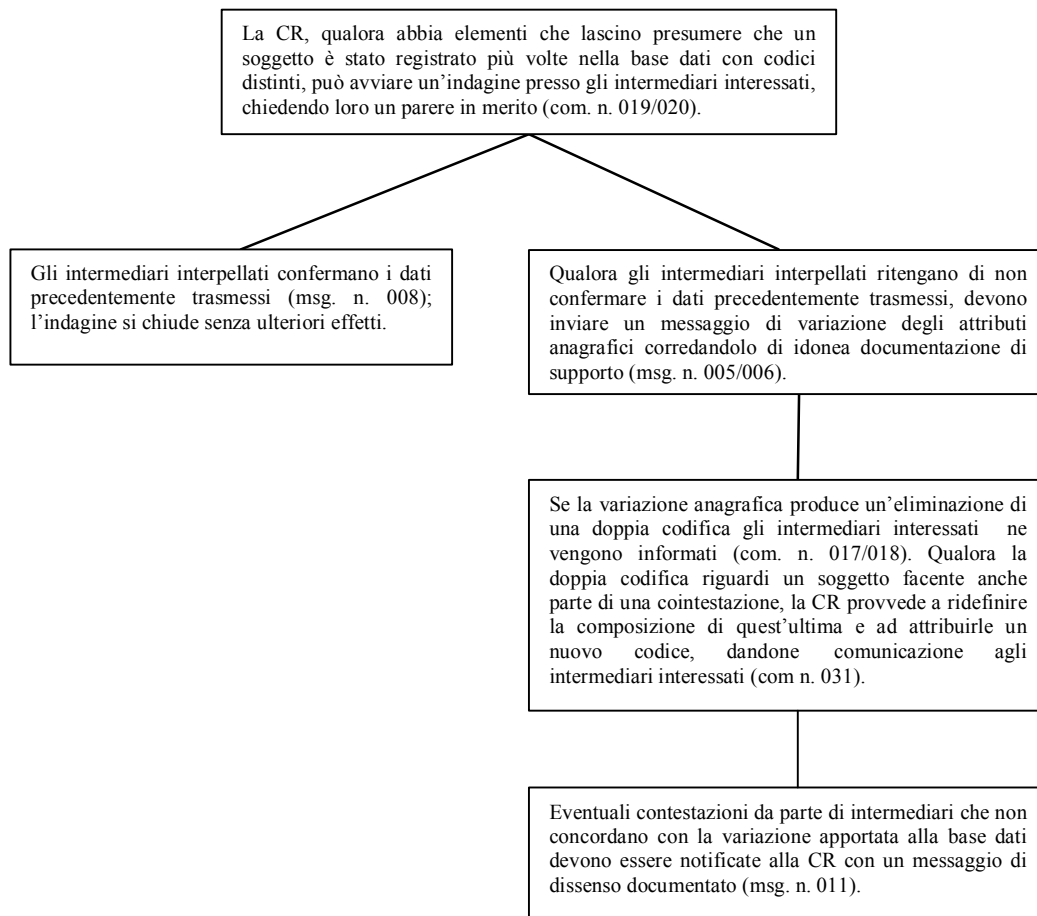 La CR, qualora abbia elementi che lascino presumere che un
soggetto è stato registrato più volte nella base dati con codici
distinti, può avviare un’indagine presso gli intermediari interessati,
chiedendo loro un parere in merito (com. n. 019/020).
Gli intermediari interpellati confermano i dati
precedentemente trasmessi (msg. n. 008);
l’indagine si chiude senza ulteriori effetti.
Qualora gli intermediari interpellati ritengano di non
confermare i dati precedentemente trasmessi, devono
inviare un messaggio di variazione degli attributi
anagrafici corredandolo di idonea documentazione di
supporto (msg. n. 005/006).
Se la variazione anagrafica produce un’eliminazione di
una doppia codifica gli intermediari interessati ne
vengono informati (com. n. 017/018). Qualora la
doppia codifica riguardi un soggetto facente anche
parte di una cointestazione, la CR provvede a ridefinire
la composizione di quest’ultima e ad attribuirle un
nuovo codice, dandone comunicazione agli
intermediari interessati (com n. 031).
Eventuali contestazioni da parte di intermediari che non
concordano con la variazione apportata alla base dati
devono essere notificate alla CR con un messaggio di
dissenso documentato (msg. n. 011).